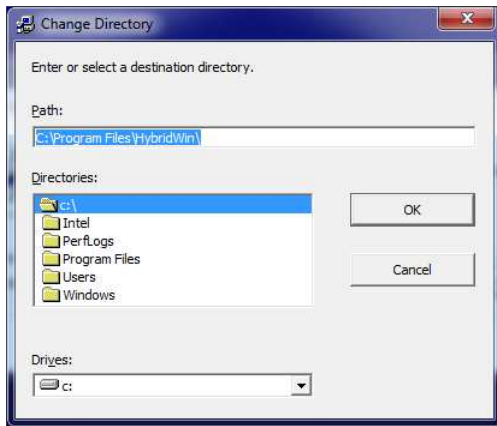 Change Directory
Enter or select a destination directory.
Path:
C:\Program Files\HybridWin\
Directories:
c:\
Intel
PerfLogs
Program Files
Users
Windows
OK
Cancel
Drives:
c: